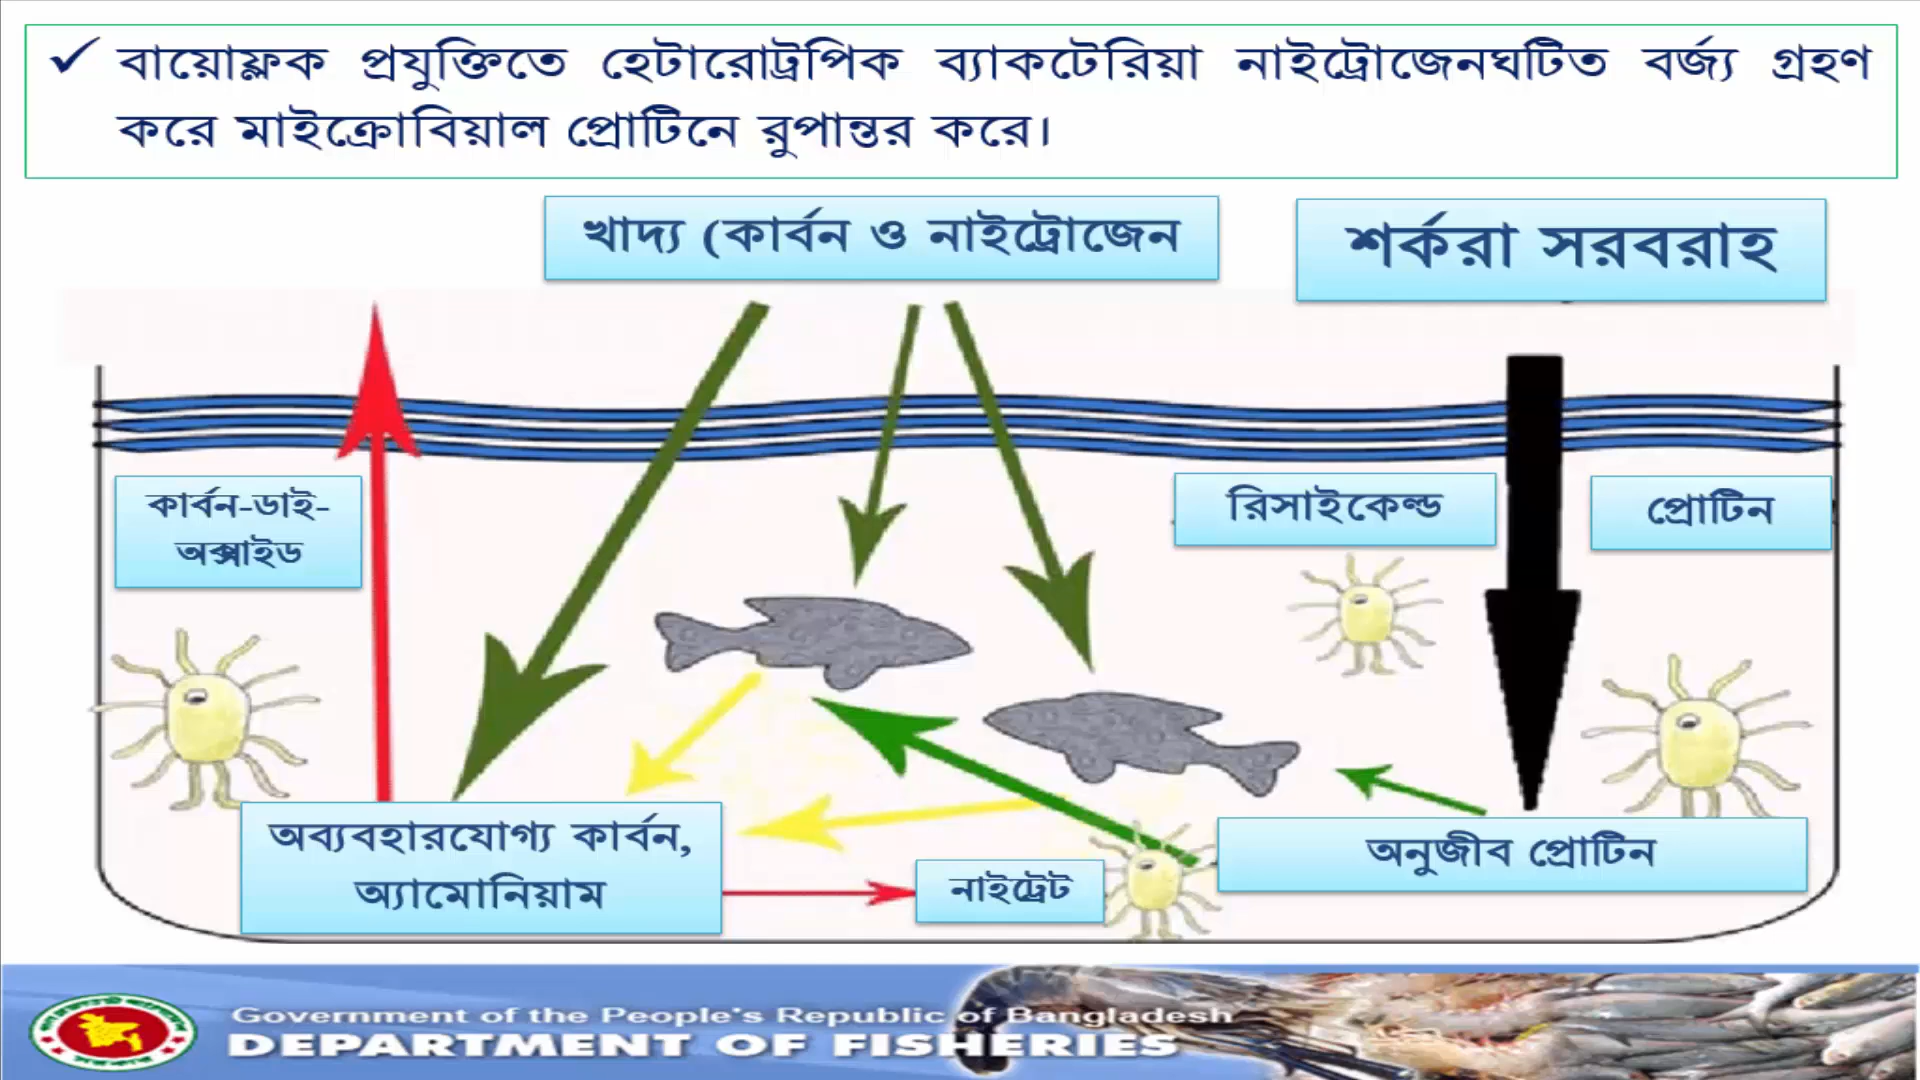 ✓ বায়োফ্লক প্রযুক্তিতে হেটারোট্রপিক ব্যাকটেরিয়া নাইট্রোজেনঘটিত বর্জ্য গ্রহণ
করে মাইক্রোবিয়াল প্রোটিনে রুপান্তর করে।
খাদ্য (কার্বন ও নাইট্রোজেন
শর্করা সরবরাহ
কার্বন-ডাই-
অক্সাইড
রিসাইকেল্ড
প্রোটিন
অব্যবহারযোগ্য কার্বন,
অ্যামোনিয়াম
নাইট্রেট
অনুজীব প্রোটিন
Government of the People's Republic of Bangladesh
DEPARTMENT OF FISHERIES